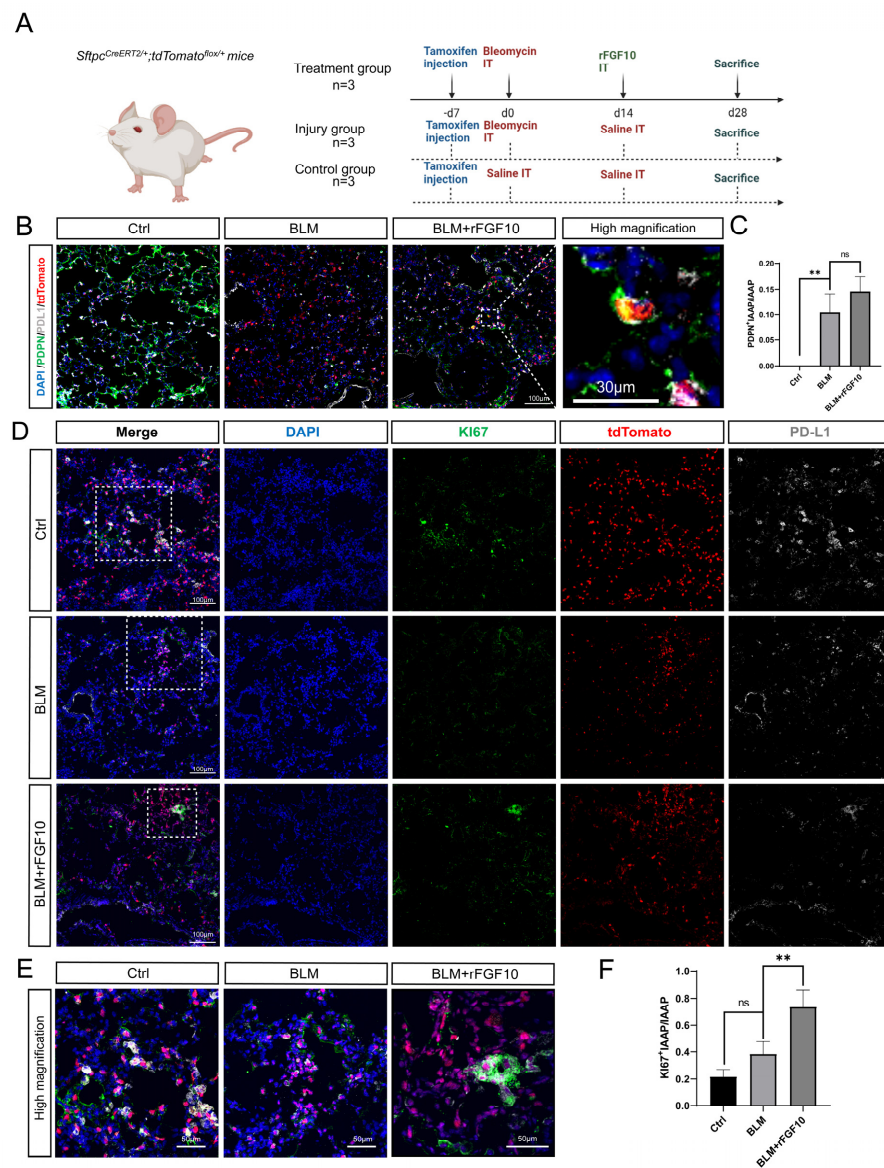 A
Sftpc^CreERT2/+;tdTomato^flox/+ mice
Treatment group
n=3
Tamoxifen injection
Bleomycin IT
rFGF10 IT
Sacrifice
-d7
d0
d14
d28
Injury group
n=3
Tamoxifen injection
Bleomycin IT
Saline IT
Sacrifice
Control group
n=3
Tamoxifen injection
Saline IT
Saline IT
Sacrifice
B
Ctrl
BLM
BLM+rFGF10
High magnification
DAPI/PDPN/PDL1/tdTomato
100μm
30μm
C
PDPN⁺IAAP/IAAP
0.20
0.15
0.10
0.05
0.00
**
ns
Ctrl
BLM
BLM+rFGF10
D
Merge
DAPI
KI67
tdTomato
PD-L1
Ctrl
100μm
BLM
100μm
BLM+rFGF10
100μm
E
Ctrl
BLM
BLM+rFGF10
High magnification
50μm
50μm
50μm
F
KI67⁺IAAP/IAAP
1.0
0.8
0.6
0.4
0.2
0.0
ns
**
Ctrl
BLM
BLM+rFGF10